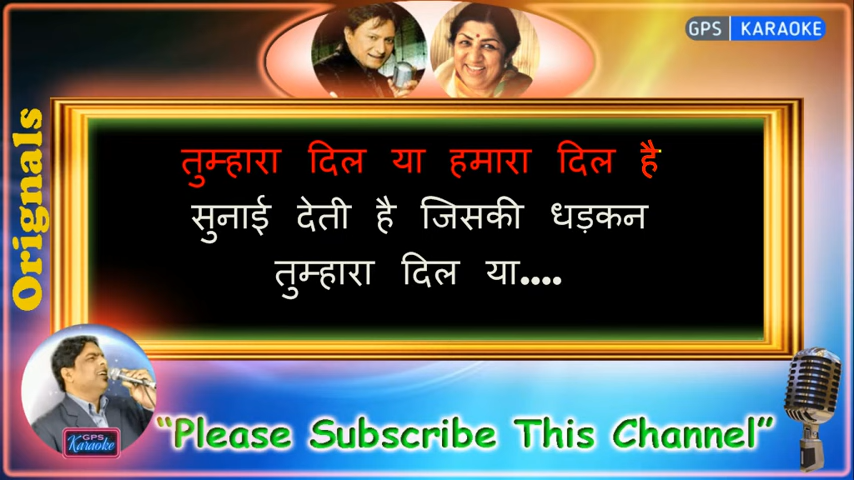 GPS | KARAOKE
Orignals
तुम्हारा दिल या हमारा दिल है
सुनाई देती है जिसकी धड़कन
तुम्हारा दिल या....
GPS
Karaoke
“Please Subscribe This Channel”